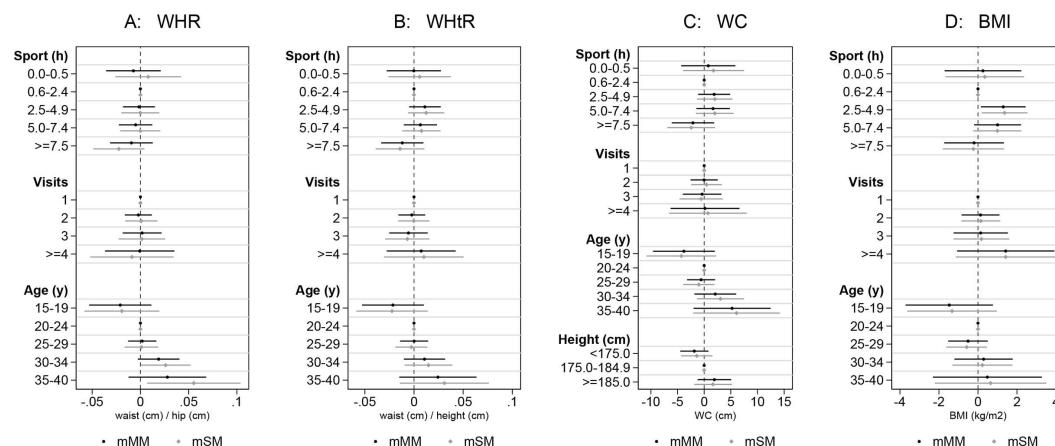 A: WHR
Sport (h)
0.0-0.5
0.6-2.4
2.5-4.9
5.0-7.4
>=7.5
Visits
1
2
3
>=4
Age (y)
15-19
20-24
25-29
30-34
35-40
-.05 0 .05 .1
waist (cm) / hip (cm)
mMM mSM
B: WHtR
Sport (h)
0.0-0.5
0.6-2.4
2.5-4.9
5.0-7.4
>=7.5
Visits
1
2
3
>=4
Age (y)
15-19
20-24
25-29
30-34
35-40
-.05 0 .05 .1
waist (cm) / height (cm)
mMM mSM
C: WC
Sport (h)
0.0-0.5
0.6-2.4
2.5-4.9
5.0-7.4
>=7.5
Visits
1
2
3
>=4
Age (y)
15-19
20-24
25-29
30-34
35-40
Height (cm)
<175.0
175.0-184.9
>=185.0
-10 -5 0 5 10 15
WC (cm)
mMM mSM
D: BMI
Sport (h)
0.0-0.5
0.6-2.4
2.5-4.9
5.0-7.4
>=7.5
Visits
1
2
3
>=4
Age (y)
15-19
20-24
25-29
30-34
35-40
-4 -2 0 2 4
BMI (kg/m2)
mMM mSM